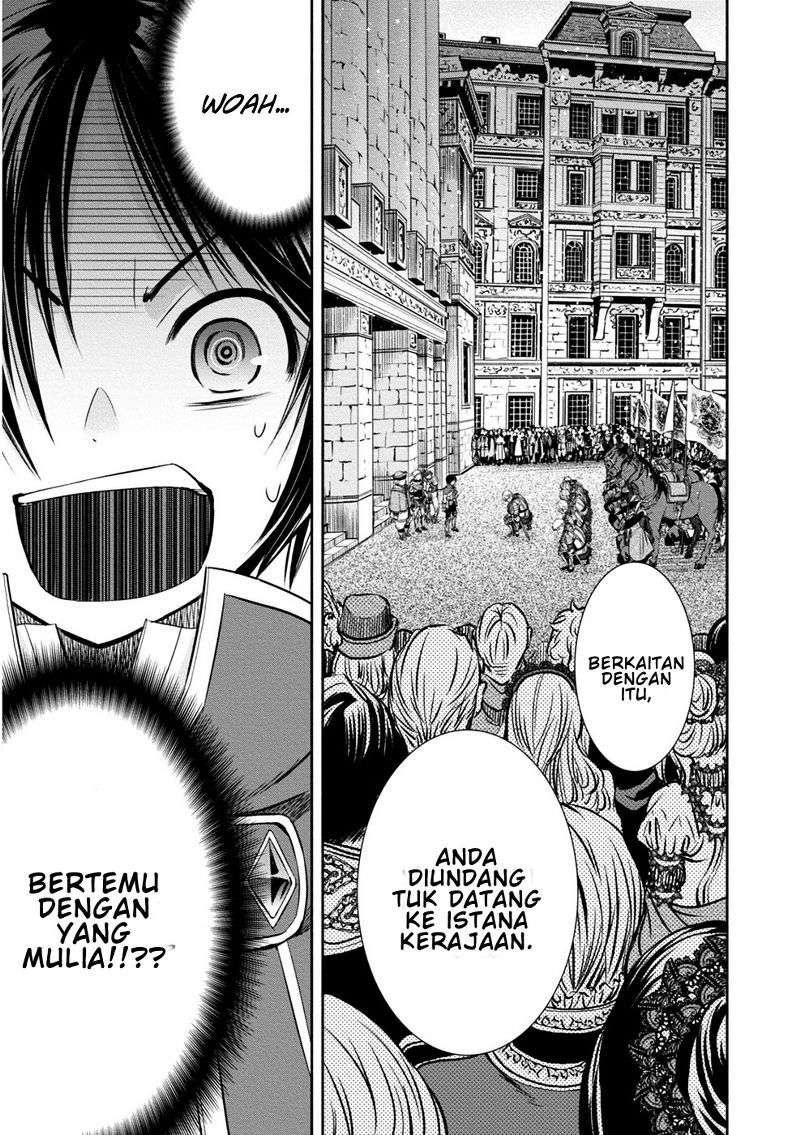 BERKAITAN
DENGAN
ITU,
ANDA
DIUNDANG
TUK DATANG
KE ISTANA
KERAJAAN.
WOAH...
BERTEMU
DENGAN
YANG
MULIA!!??